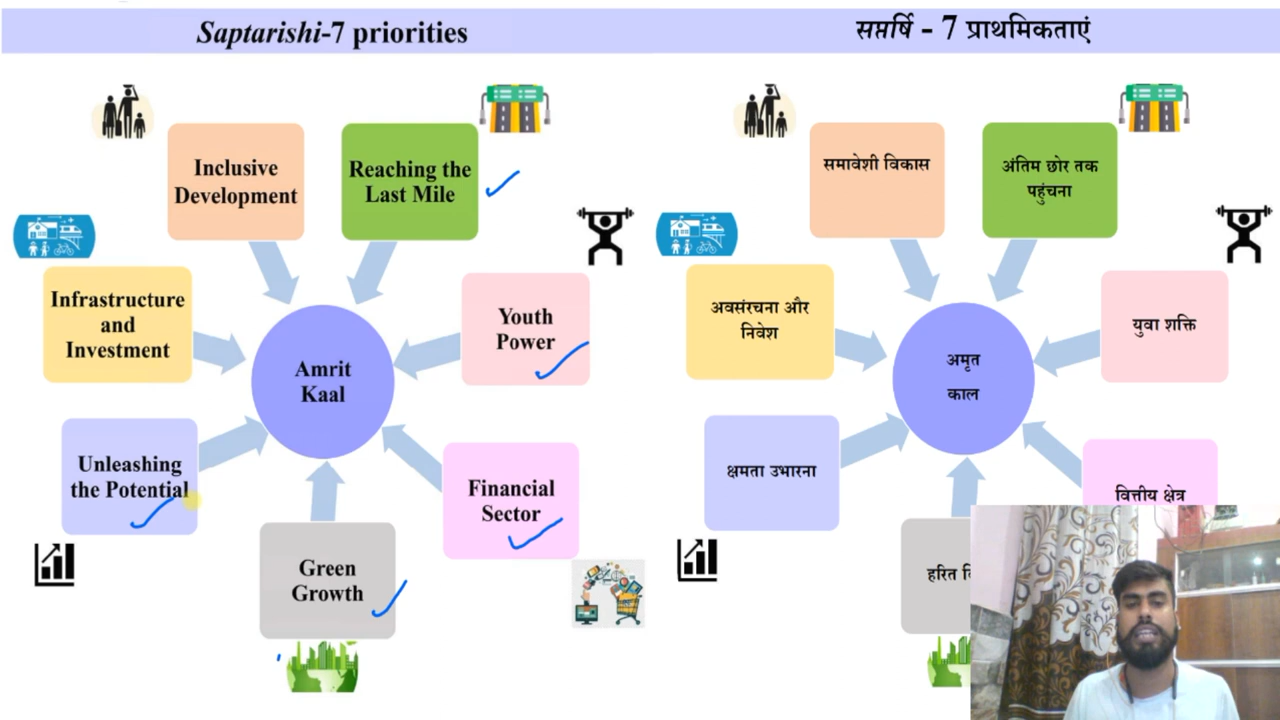 Saptarishi-7 priorities
Inclusive
Development
Reaching the
Last Mile
Infrastructure
and
Investment
Youth
Power
Amrit
Kaal
Unleashing
the Potential
Financial
Sector
Green
Growth
सप्तर्षि - 7 प्राथमिकताएं
समावेशी विकास
अंतिम छोर तक
पहुंचना
अवसंरचना और
निवेश
युवा शक्ति
अमृत
काल
क्षमता उभारना
वित्तीय क्षेत्र
हरित